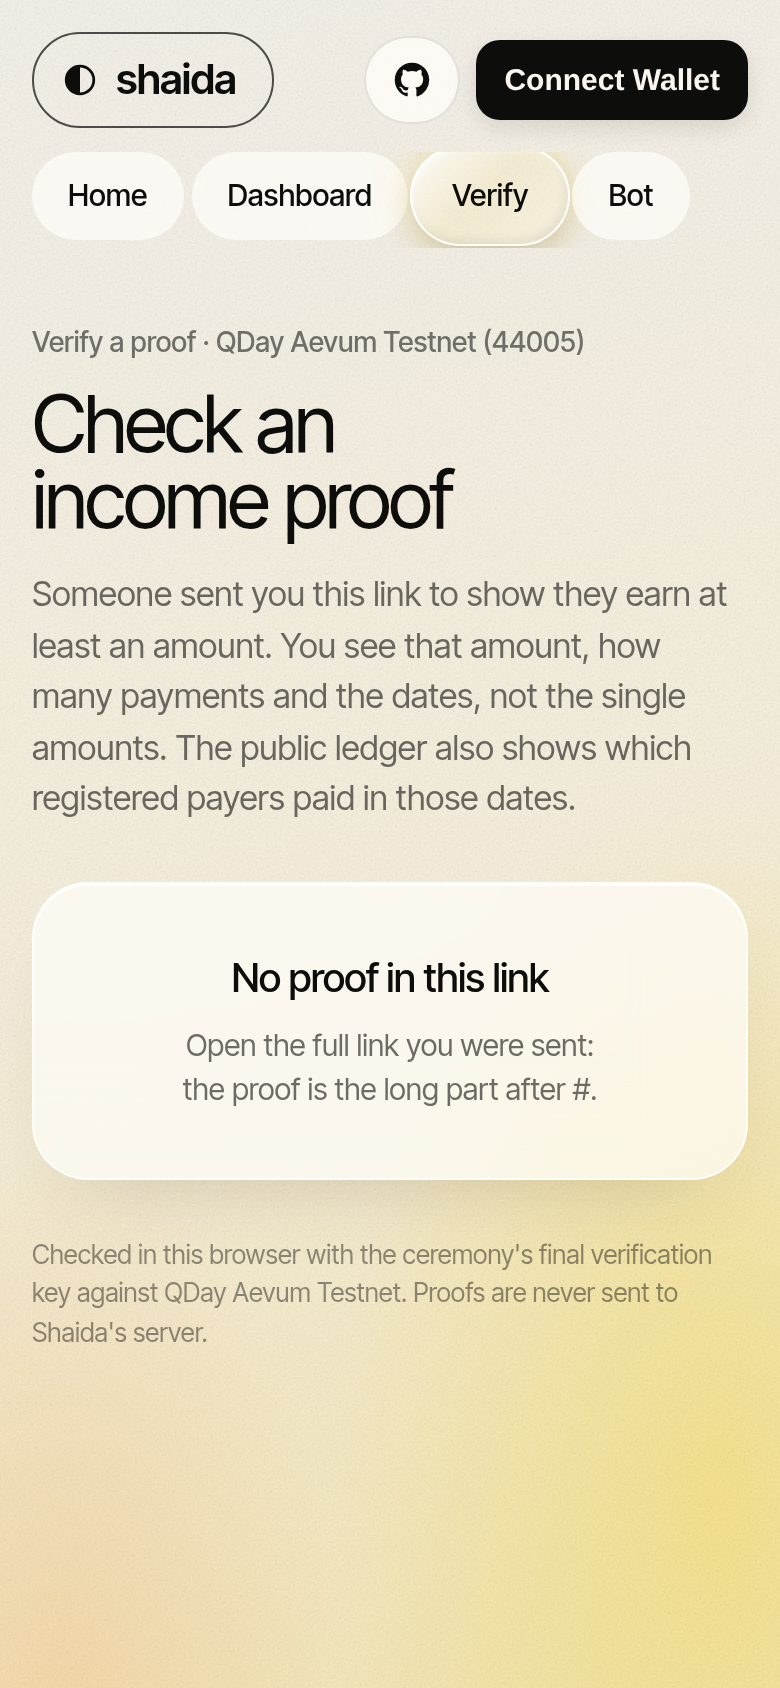 shaida
Connect Wallet
Home
Dashboard
Verify
Bot
Verify a proof · QDay Aevum Testnet (44005)
Check an
income proof
Someone sent you this link to show they earn at
least an amount. You see that amount, how
many payments and the dates, not the single
amounts. The public ledger also shows which
registered payers paid in those dates.
No proof in this link
Open the full link you were sent:
the proof is the long part after #.
Checked in this browser with the ceremony's final verification
key against QDay Aevum Testnet. Proofs are never sent to
Shaida's server.